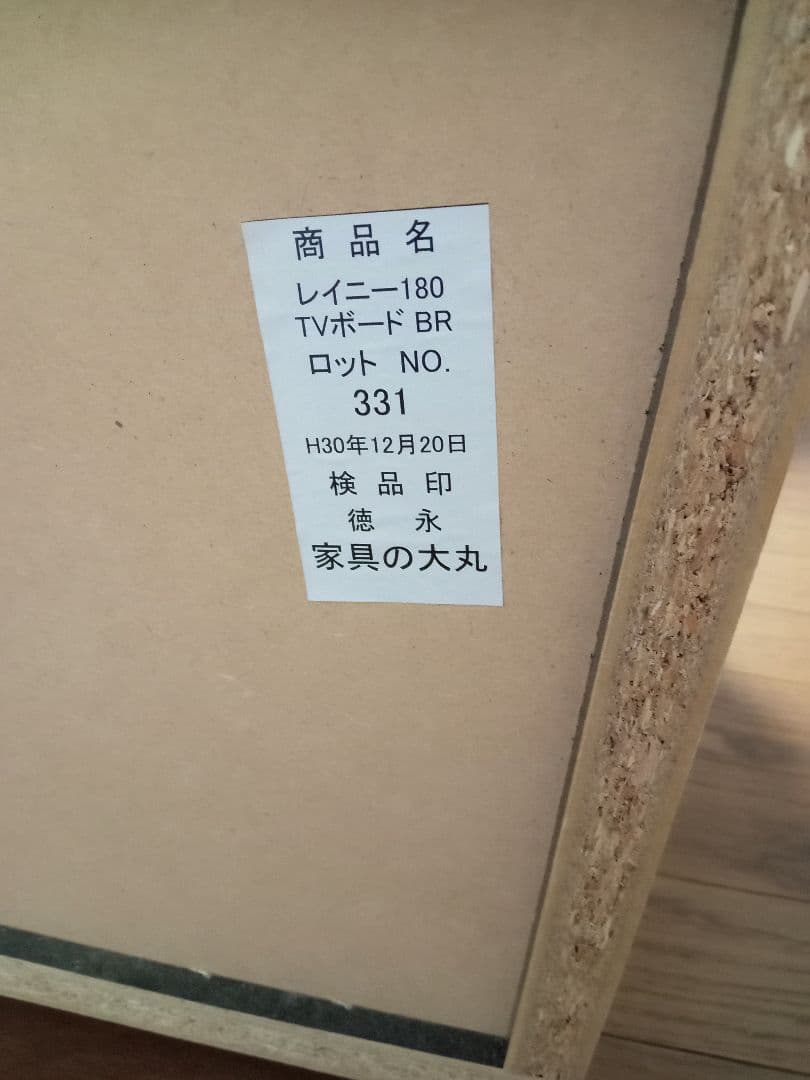 商 品 名
レイニー180
TVボード BR
ロット NO.
331
H30年12月20日
検 品 印
徳 永
家具の大丸